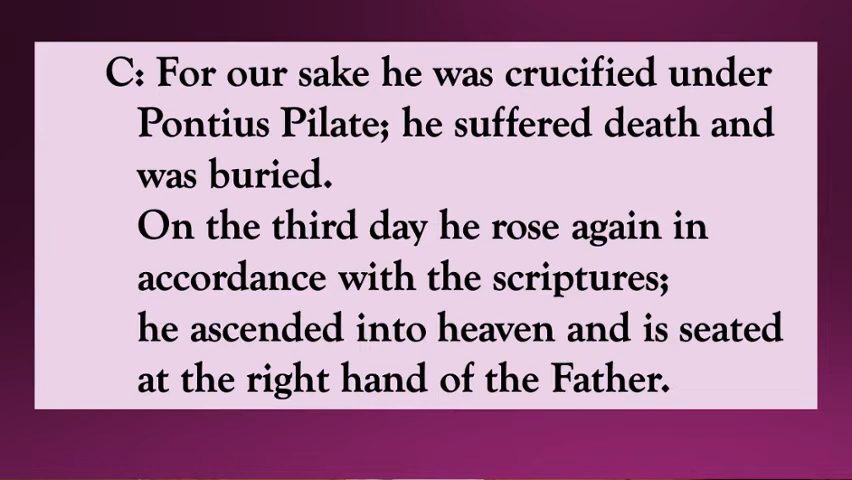 C: For our sake he was crucified under
Pontius Pilate; he suffered death and
was buried.
On the third day he rose again in
accordance with the scriptures;
he ascended into heaven and is seated
at the right hand of the Father.